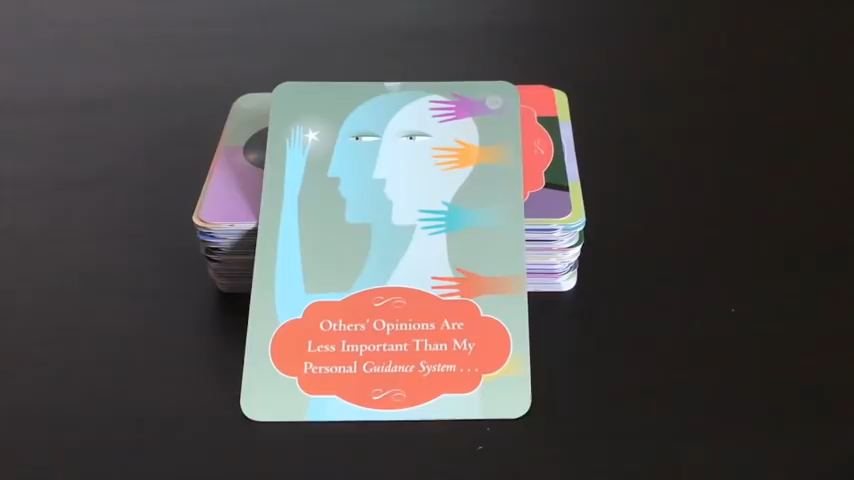 Others' Opinions Are
Less Important Than My
Personal Guidance System . . .